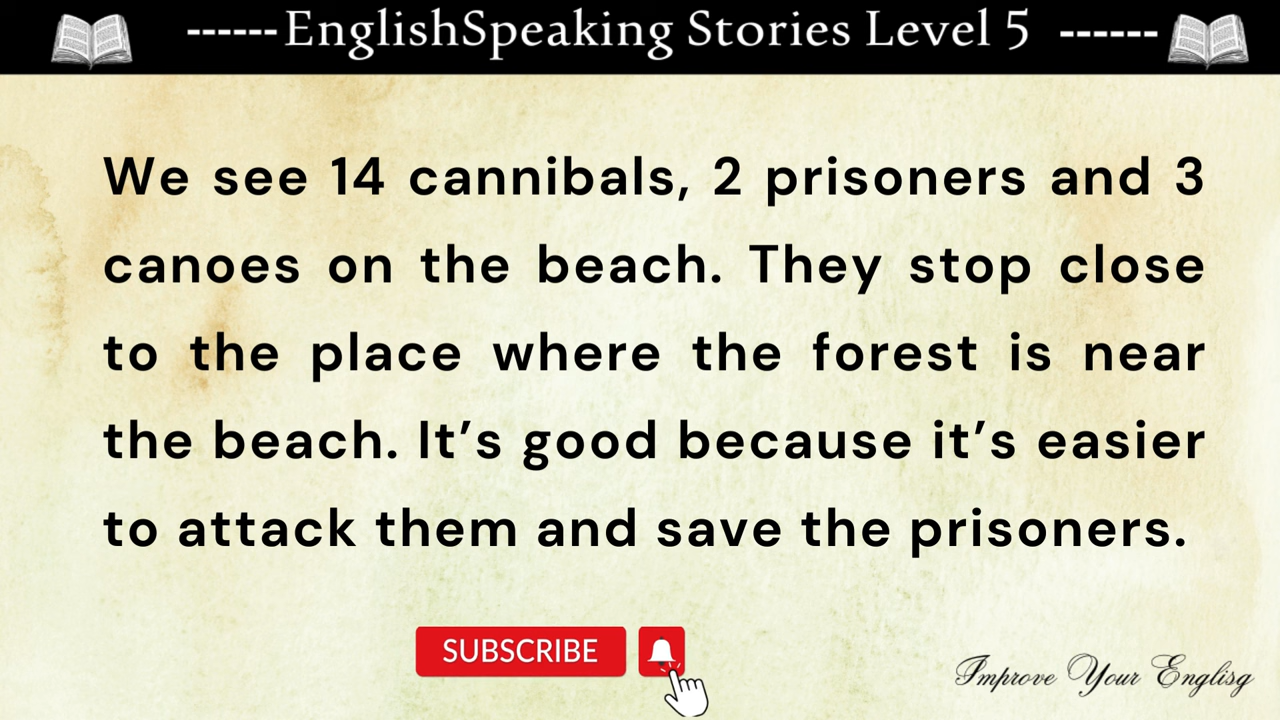 ------EnglishSpeaking Stories Level 5 ------
We see 14 cannibals, 2 prisoners and 3
canoes on the beach. They stop close
to the place where the forest is near
the beach. It’s good because it’s easier
to attack them and save the prisoners.
SUBSCRIBE
Improve Your Englisg